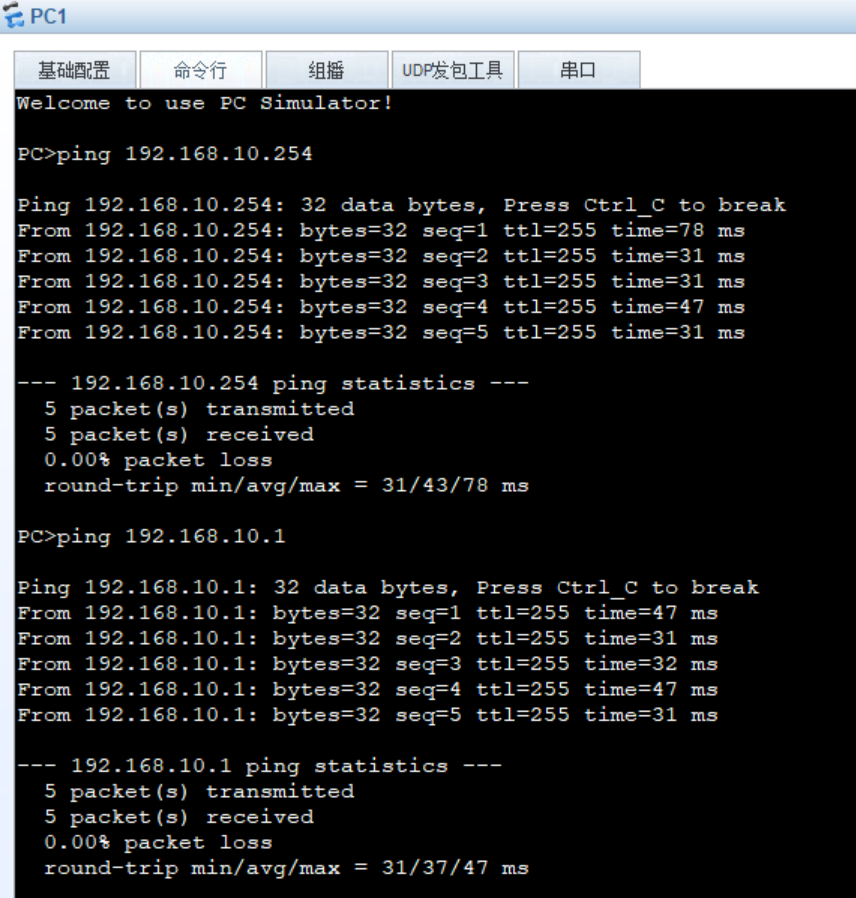 PC1
基础配置 命令行 组播 UDP发包工具 串口
Welcome to use PC Simulator!
PC>ping 192.168.10.254
Ping 192.168.10.254: 32 data bytes, Press Ctrl_C to break
From 192.168.10.254: bytes=32 seq=1 ttl=255 time=78 ms
From 192.168.10.254: bytes=32 seq=2 ttl=255 time=31 ms
From 192.168.10.254: bytes=32 seq=3 ttl=255 time=31 ms
From 192.168.10.254: bytes=32 seq=4 ttl=255 time=47 ms
From 192.168.10.254: bytes=32 seq=5 ttl=255 time=31 ms
--- 192.168.10.254 ping statistics ---
5 packet(s) transmitted
5 packet(s) received
0.00% packet loss
round-trip min/avg/max = 31/43/78 ms
PC>ping 192.168.10.1
Ping 192.168.10.1: 32 data bytes, Press Ctrl_C to break
From 192.168.10.1: bytes=32 seq=1 ttl=255 time=47 ms
From 192.168.10.1: bytes=32 seq=2 ttl=255 time=31 ms
From 192.168.10.1: bytes=32 seq=3 ttl=255 time=32 ms
From 192.168.10.1: bytes=32 seq=4 ttl=255 time=47 ms
From 192.168.10.1: bytes=32 seq=5 ttl=255 time=31 ms
--- 192.168.10.1 ping statistics ---
5 packet(s) transmitted
5 packet(s) received
0.00% packet loss
round-trip min/avg/max = 31/37/47 ms